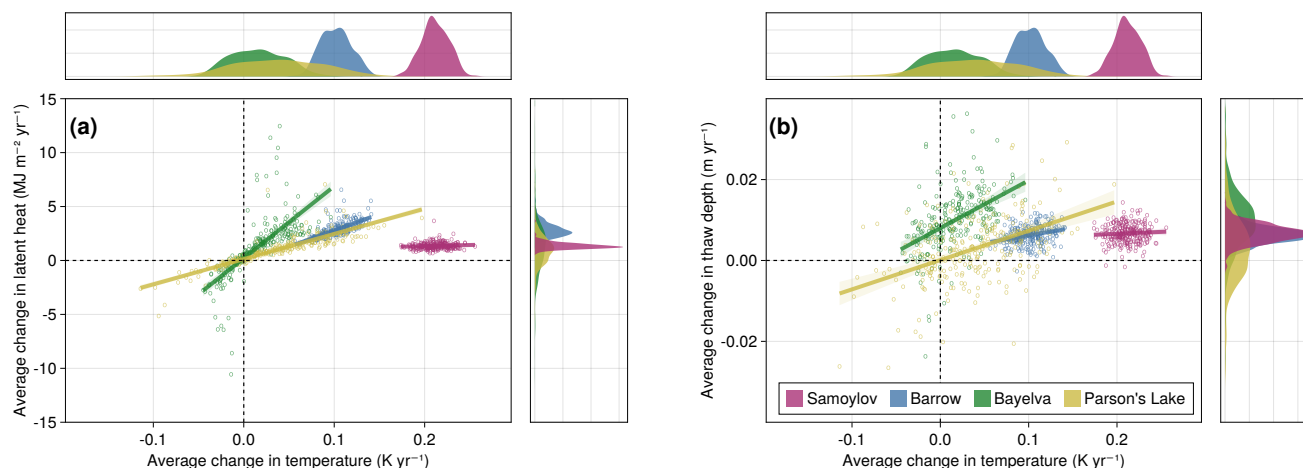 (a)
Average change in latent heat (MJ m⁻² yr⁻¹)
15
10
5
0
-5
-10
-15
-0.1
0.0
0.1
0.2
Average change in temperature (K yr⁻¹)
(b)
Average change in thaw depth (m yr⁻¹)
0.02
0.00
-0.02
Samoylov
Barrow
Bayelva
Parson's Lake
-0.1
0.0
0.1
0.2
Average change in temperature (K yr⁻¹)